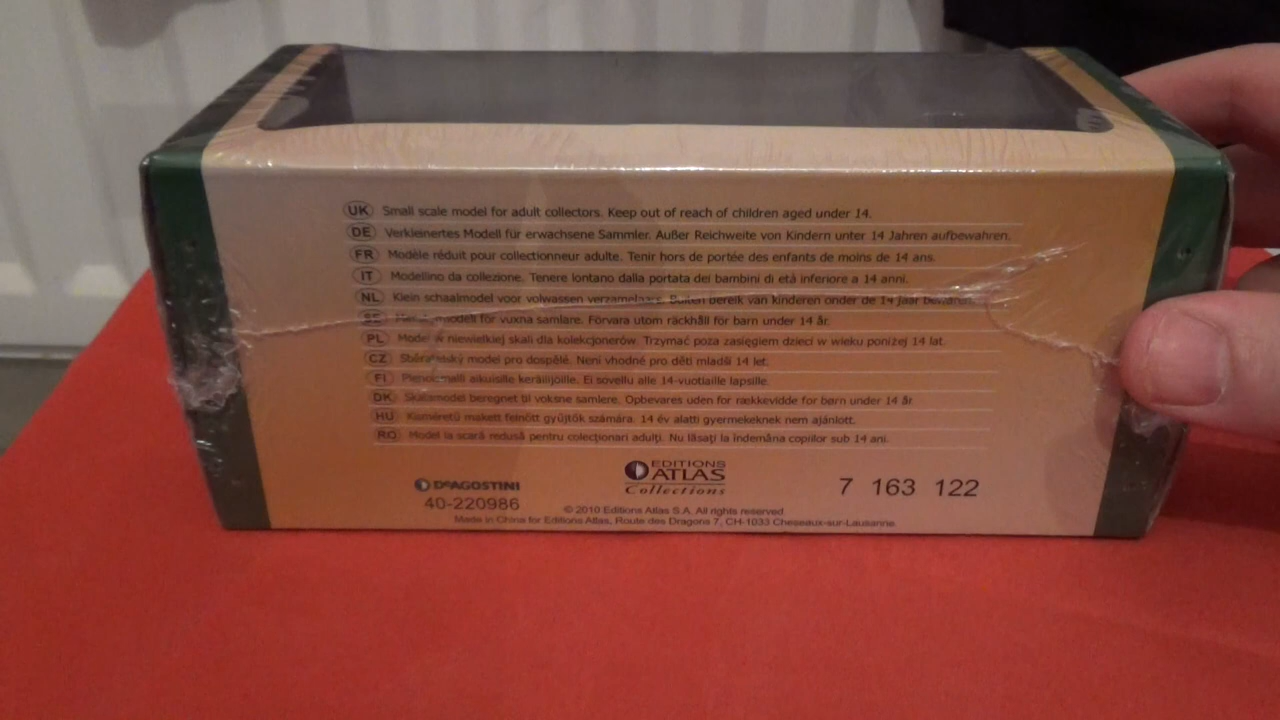 UK Small scale model for adult collectors. Keep out of reach of children aged under 14.
DE Verkleinertes Modell für erwachsene Sammler. Außer Reichweite von Kindern unter 14 Jahren aufbewahren.
FR Modèle réduit pour collectionneur adulte. Tenir hors de portée des enfants de moins de 14 ans.
IT Modellino da collezione. Tenere lontano dalla portata dei bambini di età inferiore a 14 anni.
NL Klein schaalmodel voor volwassen verzamelaars. Buiten bereik van kinderen onder de 14 jaar bewaren.
SE för vuxna samlare. Förvara utom räckhåll för barn under 14 år.
PL Model w niewielkiej skali dla kolekcjonerów. Trzymać poza zasięgiem dzieci w wieku poniżej 14 lat.
CZ Sběratelský model pro dospělé. Není vhodné pro děti mladší 14 let.
FI aikuisille keräilijöille. Ei sovellu alle 14-vuotiaille lapsille.
DK Skalamodel beregnet til voksne samlere. Opbevares uden for rækkevidde for børn under 14 år
HU Kisméretű makett felnőtt gyűjtők számára. 14 év alatti gyermekeknek nem ajánlott.
RO Model la scară redusă pentru colecționari adulți. Nu lăsați la îndemâna copiilor sub 14 ani.
DeAGOSTINI
40-220986
EDITIONS
ATLAS
Collections
7 163 122
© 2010 Editions Atlas S.A. All rights reserved
Made in China for Editions Atlas, Route des Dragons 7, CH-1033 Cheseaux-sur-Lausanne.